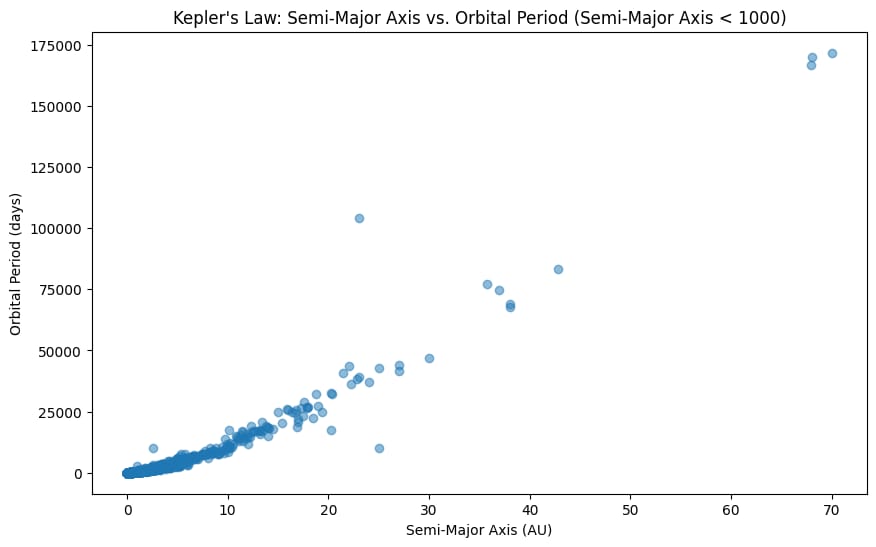 Kepler's Law: Semi-Major Axis vs. Orbital Period (Semi-Major Axis < 1000)
175000
150000
125000
100000
75000
50000
25000
0
Orbital Period (days)
0 10 20 30 40 50 60 70
Semi-Major Axis (AU)